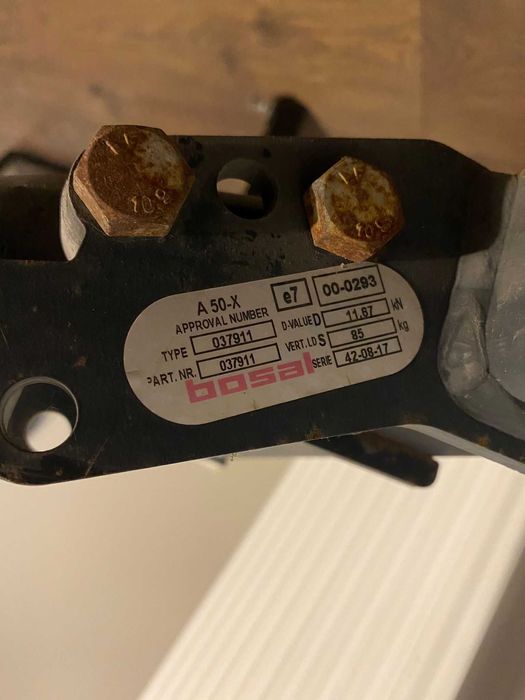 A 50-X
APPROVAL NUMBER e7 00-0293
TYPE 037911 D-VALUE D 11.67 kN
PART. NR. 037911 VERT. LD S 85 kg
bosal SERIE 42-08-17